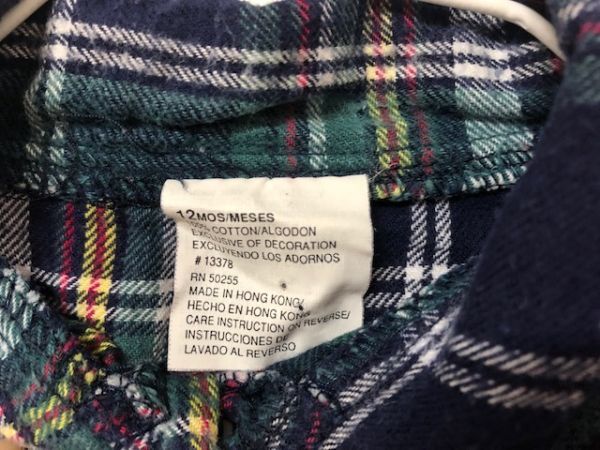 12MOS/MESES
100% COTTON/ALGODON
EXCLUSIVE OF DECORATION
EXCLUYENDO LOS ADORNOS
# 13378
RN 50255
MADE IN HONG KONG/
HECHO EN HONG KONG
CARE INSTRUCTION ON REVERSE/
INSTRUCCIONES DE
LAVADO AL REVERSO